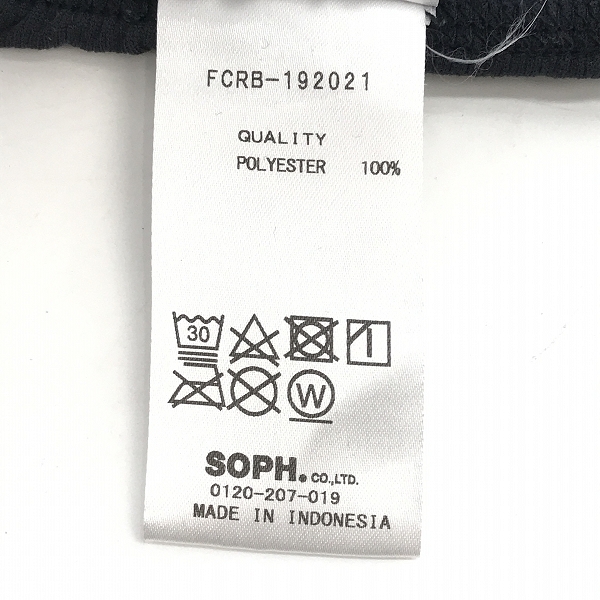 FCRB-192021
QUALITY
POLYESTER 100%
30
W
SOPH. CO.,LTD.
0120-207-019
MADE IN INDONESIA